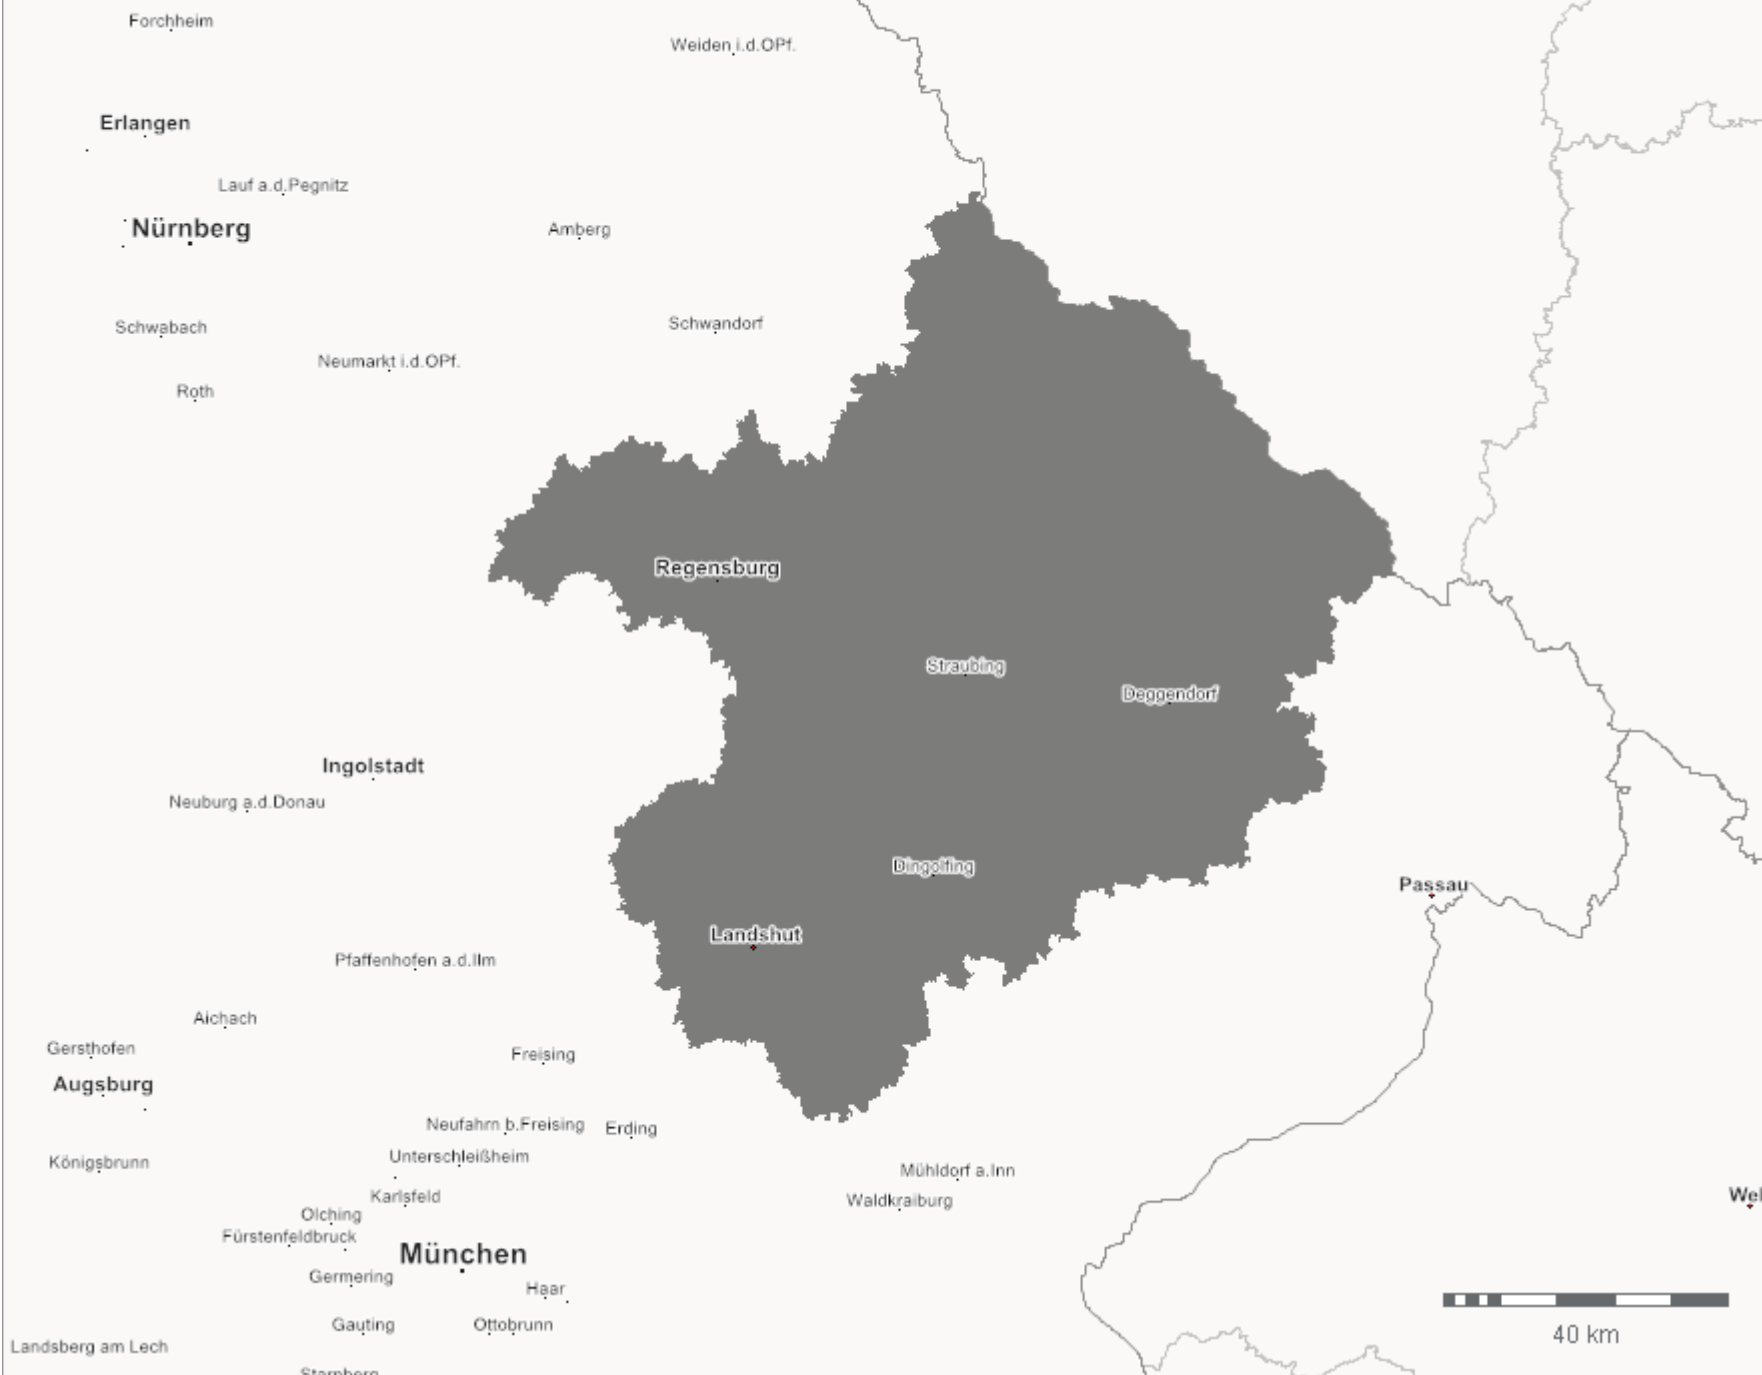 Forchheim
Weiden i.d.OPf.
Erlangen
Lauf a.d.Pegnitz
Nürnberg
Amberg
Schwabach
Schwandorf
Neumarkt i.d.OPf.
Roth
Regensburg
Straubing
Deggendorf
Ingolstadt
Neuburg a.d.Donau
Dingolfing
Passau
Landshut
Pfaffenhofen a.d.Ilm
Aichach
Gersthofen
Freising
Augsburg
Neufahrn b.Freising
Erding
Unterschleißheim
Königsbrunn
Mühldorf a.Inn
Karlsfeld
Wel
Waldkraiburg
Olching
Fürstenfeldbruck
München
Germering
Haar
Gauting
Ottobrunn
40 km
Landsberg am Lech
Starnberg